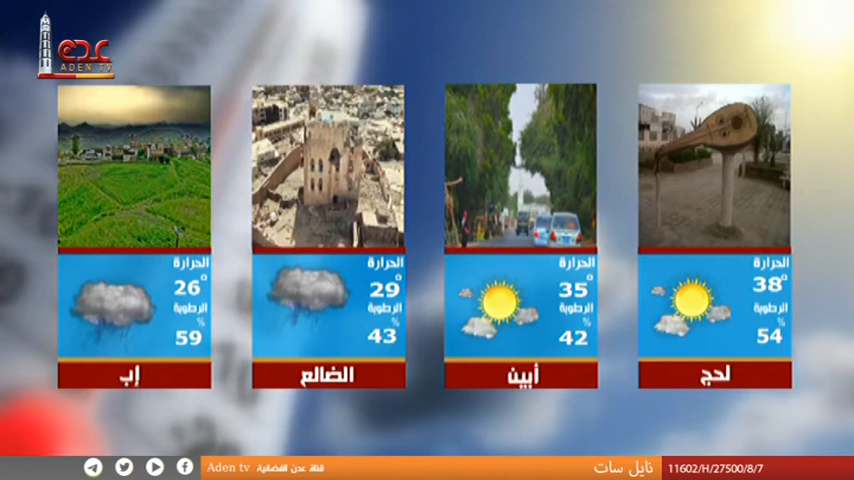 عدن
ADEN TV
الحرارة
38°
الرطوبة
%
54
لحج
الحرارة
35°
الرطوبة
%
42
أبين
الحرارة
29°
الرطوبة
%
43
الضالع
الحرارة
26°
الرطوبة
%
59
إب
Aden tv قناة عدن الفضائية
نايل سات
11602/H/27500/8/7